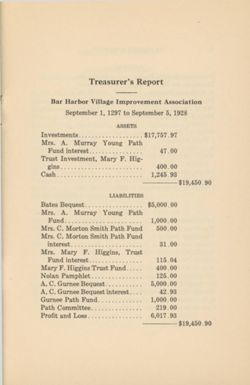 Treasurer's Report
Bar Harbor Village Improvement Association
September 1, 1297 to September 5, 1928
ASSETS
Investments................ $17,757.97
Mrs. A. Murray Young Path
Fund interest............. 47.00
Trust Investment, Mary F. Hig-
gins..................... 400.00
Cash..................... 1,245.93
$19,450.90
LIABILITIES
Bates Bequest.............. $5,000.00
Mrs. A. Murray Young Path
Fund..................... 1,000.00
Mrs. C. Morton Smith Path Fund 500.00
Mrs. C. Morton Smith Path Fund
interest.................. 31.00
Mrs. Mary F. Higgins, Trust
Fund interest............. 115.04
Mary F. Higgins Trust Fund.... 400.00
Nolan Pamphlet............. 125.00
A. C. Gurnee Bequest......... 5,000.00
A. C. Gurnee Bequest interest... 42.93
Gurnee Path Fund........... 1,000.00
Path Committee............. 219.00
Profit and Loss............. 6,017.93
$19,450.90